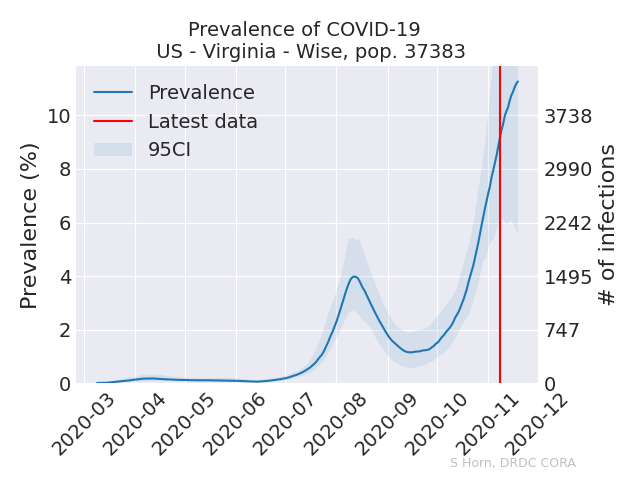 Prevalence of COVID-19
US - Virginia - Wise, pop. 37383
Prevalence
Latest data
95CI
Prevalence (%)
10
8
6
4
2
0
3738
2990
2242
1495
747
0
# of infections
2020-03
2020-04
2020-05
2020-06
2020-07
2020-08
2020-09
2020-10
2020-11
2020-12
S Horn, DRDC CORA